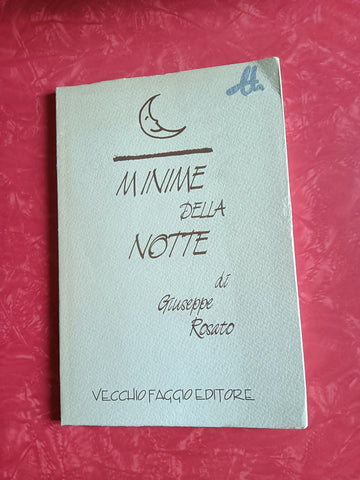 MINIME
DELLA
NOTTE
di
Giuseppe
Rosato
VECCHIO FAGGIO EDITORE